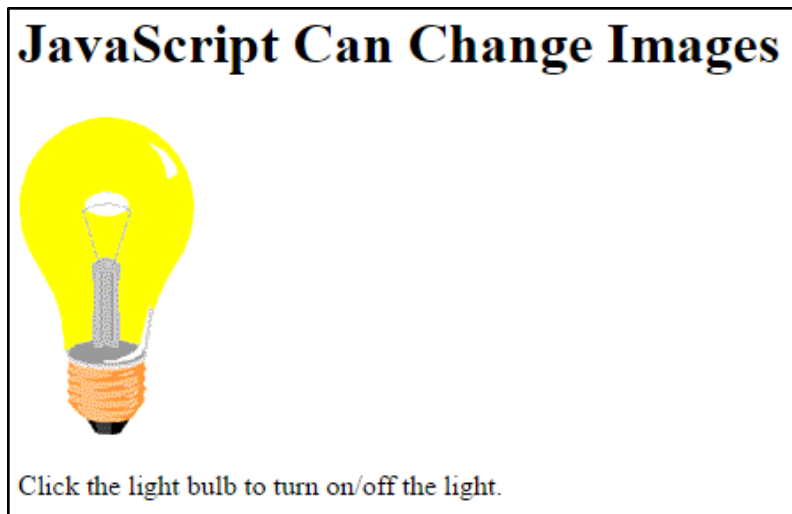 JavaScript Can Change Images
Click the light bulb to turn on/off the light.